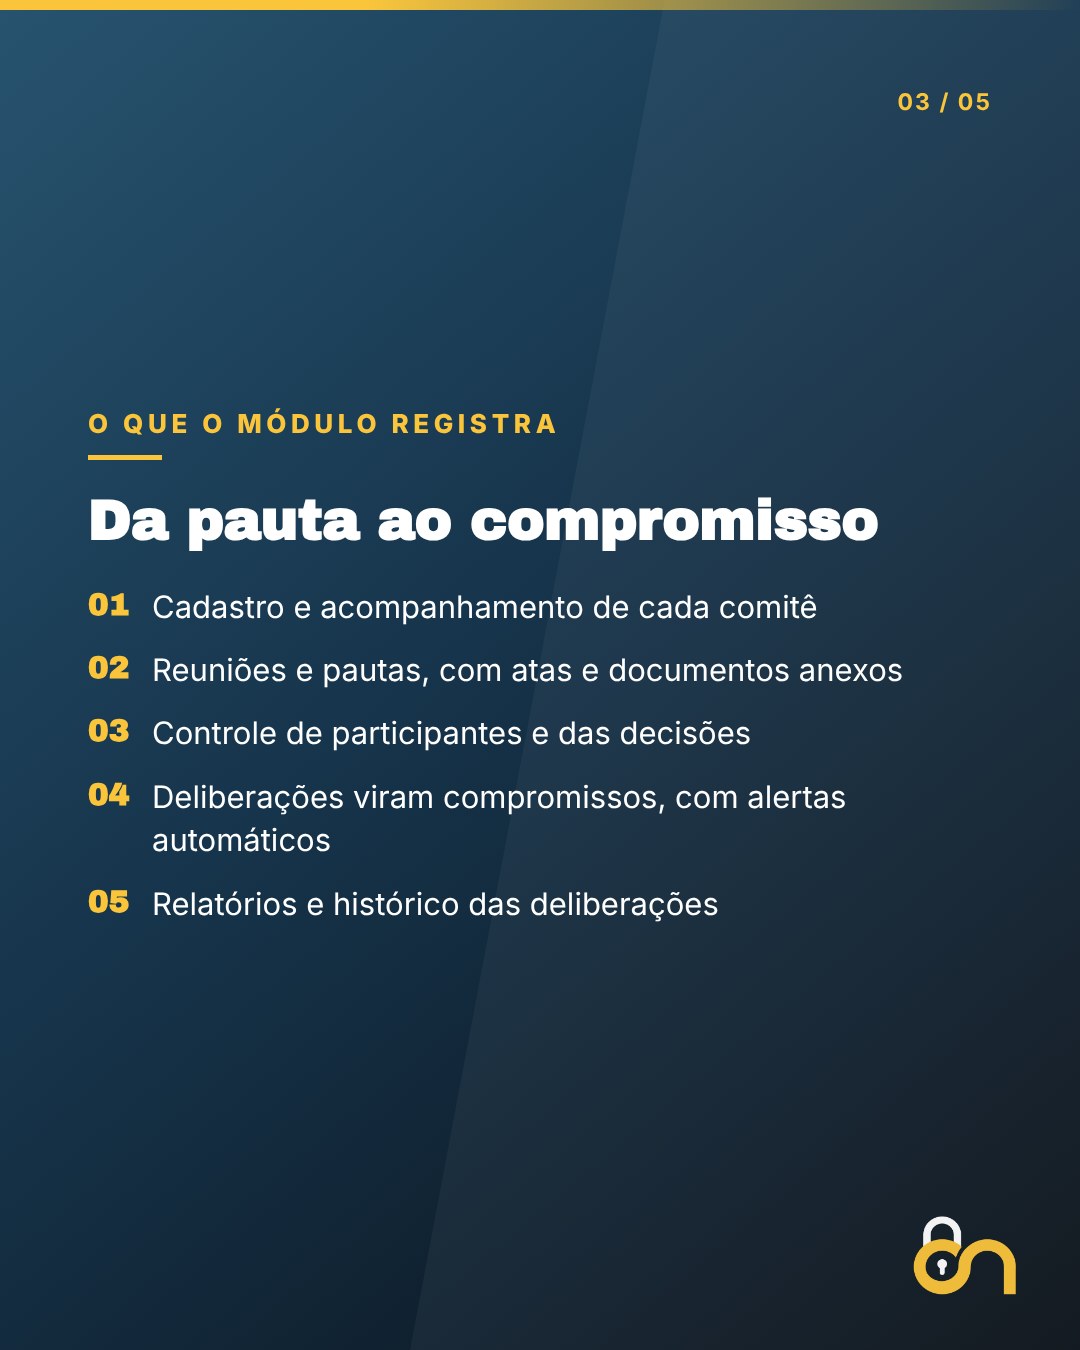 03 / 05
O QUE O MÓDULO REGISTRA
Da pauta ao compromisso
01 Cadastro e acompanhamento de cada comitê
02 Reuniões e pautas, com atas e documentos anexos
03 Controle de participantes e das decisões
04 Deliberações viram compromissos, com alertas
automáticos
05 Relatórios e histórico das deliberações
on